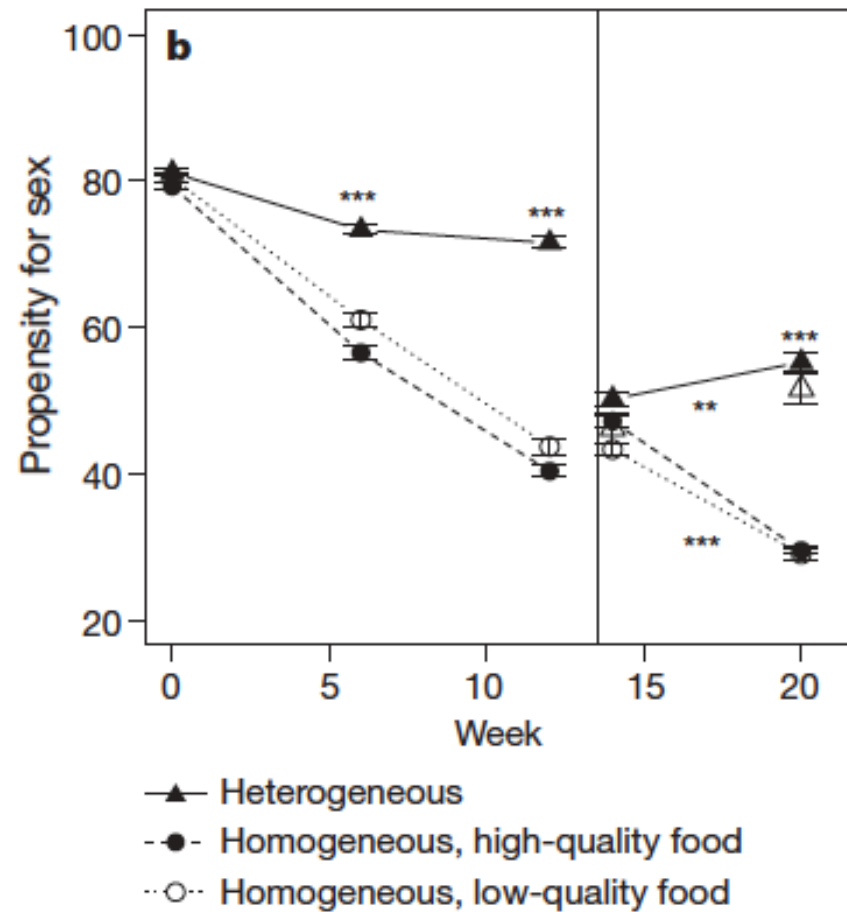 b
100
80
60
40
20
Propensity for sex
***
***
***
**
***
0 5 10 15 20
Week
Heterogeneous
Homogeneous, high-quality food
Homogeneous, low-quality food